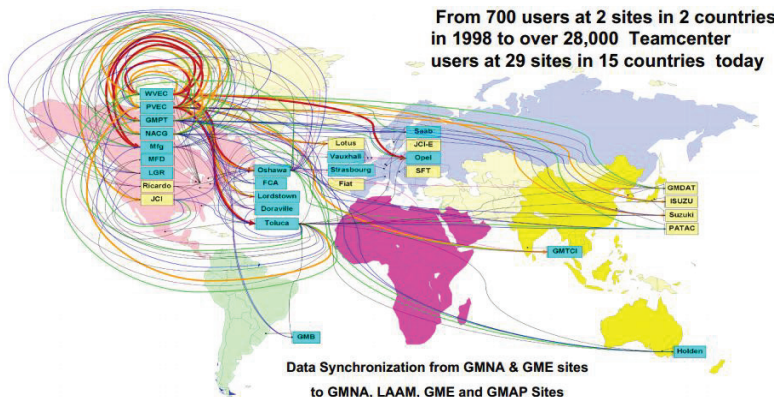 From 700 users at 2 sites in 2 countries
in 1998 to over 28,000 Teamcenter
users at 29 sites in 15 countries today
WVEC
PVEC
GMPT
NACG
Mfg
MFD
LGR
Ricardo
JCI
Oshawa
FCA
Lordstown
Doraville
Toluca
Lotus
Vauxhall
Strasbourg
Fiat
Saab
JCI-E
Opel
SFT
GMDAT
ISUZU
Suzuki
PATAC
GMTCI
GMB
Holden
Data Synchronization from GMNA & GME sites
to GMNA, LAAM, GME and GMAP Sites